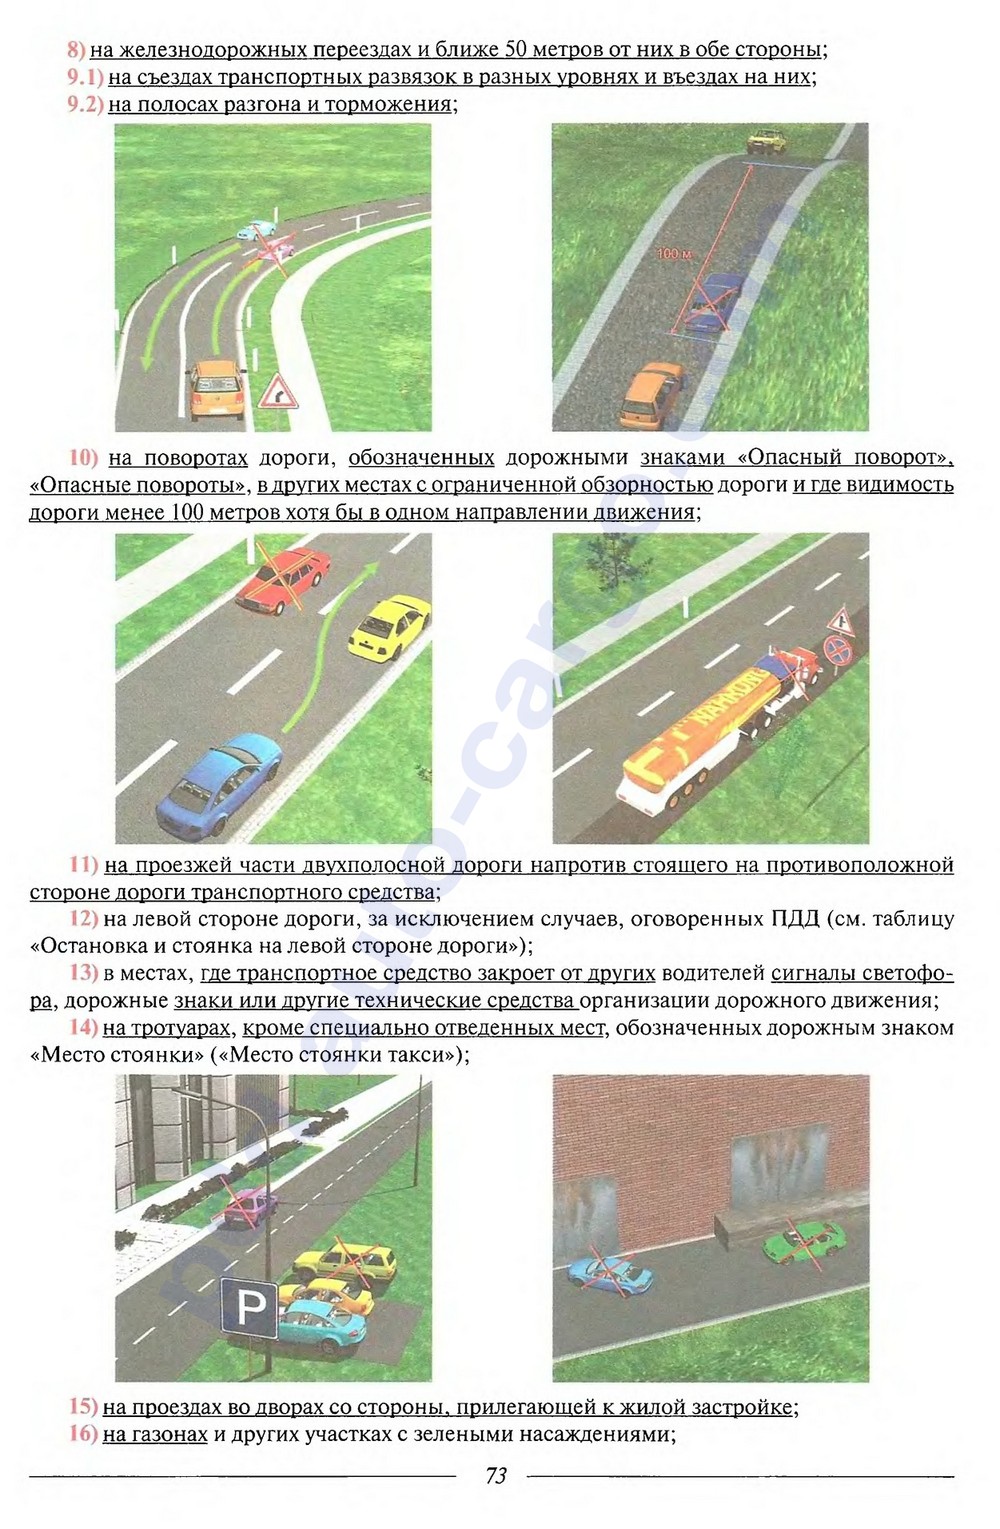 8) на железнодорожных переездах и ближе 50 метров от них в обе стороны;
9.1) на съездах транспортных развязок в разных уровнях и въездах на них;
9.2) на полосах разгона и торможения;
100 м
10) на поворотах дороги, обозначенных дорожными знаками «Опасный поворот»,
«Опасные повороты», в других местах с ограниченной обзорностью дороги и где видимость
дороги менее 100 метров хотя бы в одном направлении движения;
11) на проезжей части двухполосной дороги напротив стоящего на противоположной
стороне дороги транспортного средства;
12) на левой стороне дороги, за исключением случаев, оговоренных ПДД (см. таблицу
«Остановка и стоянка на левой стороне дороги»);
13) в местах, где транспортное средство закроет от других водителей сигналы светофо-
ра, дорожные знаки или другие технические средства организации дорожного движения;
14) на тротуарах, кроме специально отведенных мест, обозначенных дорожным знаком
«Место стоянки» («Место стоянки такси»);
P
15) на проездах во дворах со стороны, прилегающей к жилой застройке;
16) на газонах и других участках с зелеными насаждениями;
73